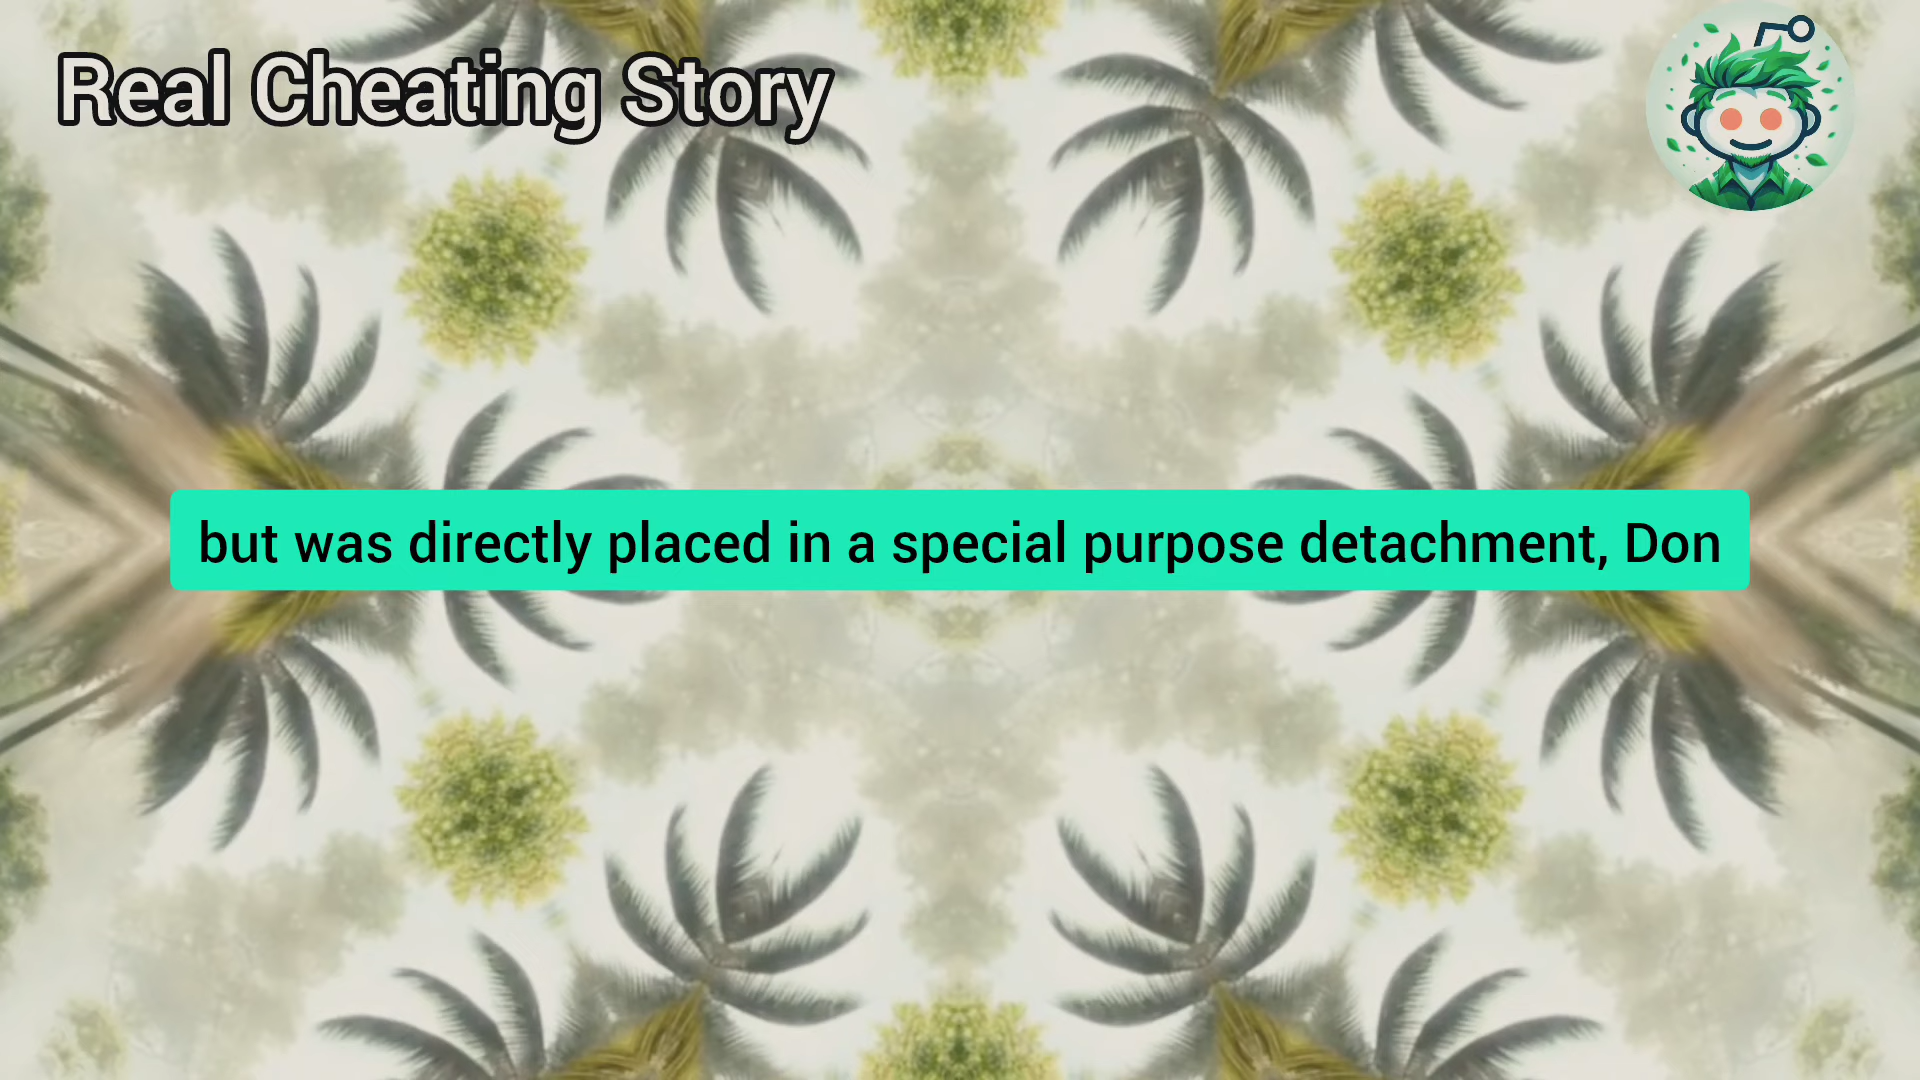 Real Cheating Story
but was directly placed in a special purpose detachment, Don